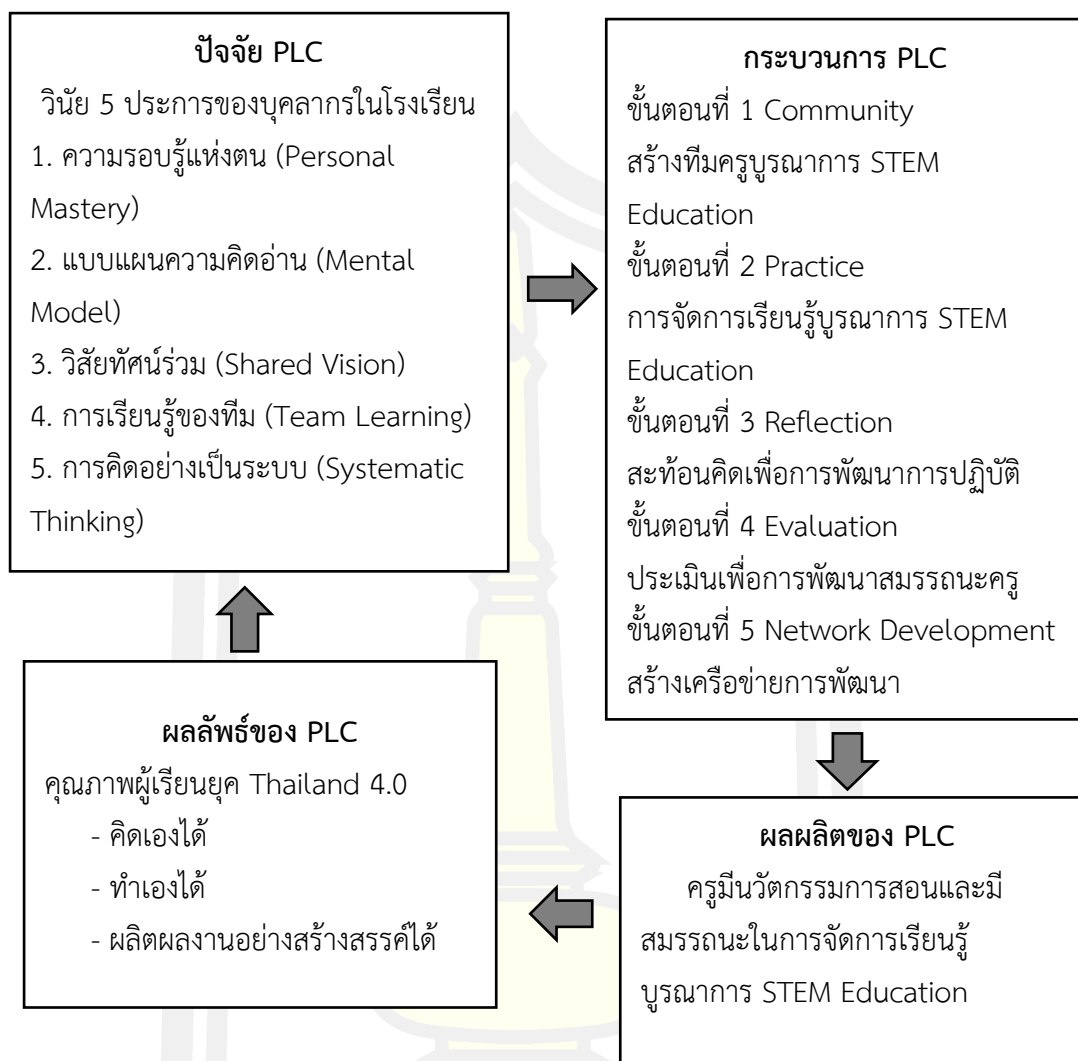 ปัจจัย PLC
วินัย 5 ประการของบุคลากรในโรงเรียน
1. ความรอบรู้แห่งตน (Personal
Mastery)
2. แบบแผนความคิดอ่าน (Mental
Model)
3. วิสัยทัศน์ร่วม (Shared Vision)
4. การเรียนรู้ของทีม (Team Learning)
5. การคิดอย่างเป็นระบบ (Systematic
Thinking)
กระบวนการ PLC
ขั้นตอนที่ 1 Community
สร้างทีมครูบูรณาการ STEM
Education
ขั้นตอนที่ 2 Practice
การจัดการเรียนรู้บูรณาการ STEM
Education
ขั้นตอนที่ 3 Reflection
สะท้อนคิดเพื่อการพัฒนาการปฏิบัติ
ขั้นตอนที่ 4 Evaluation
ประเมินเพื่อการพัฒนาสมรรถนะครู
ขั้นตอนที่ 5 Network Development
สร้างเครือข่ายการพัฒนา
ผลผลิตของ PLC
ครูมีนวัตกรรมการสอนและมี
สมรรถนะในการจัดการเรียนรู้
บูรณาการ STEM Education
ผลลัพธ์ของ PLC
คุณภาพผู้เรียนยุค Thailand 4.0
- คิดเองได้
- ทำเองได้
- ผลิตผลงานอย่างสร้างสรรค์ได้